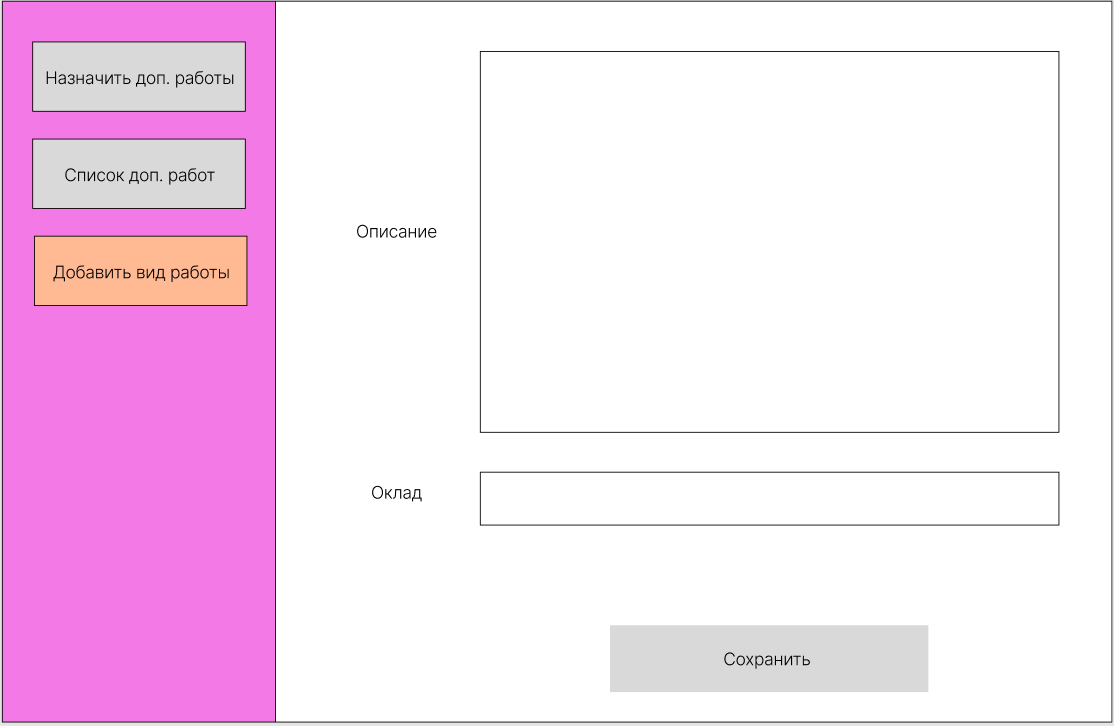 Назначить доп. работы
Список доп. работ
Добавить вид работы
Описание
Оклад
Сохранить